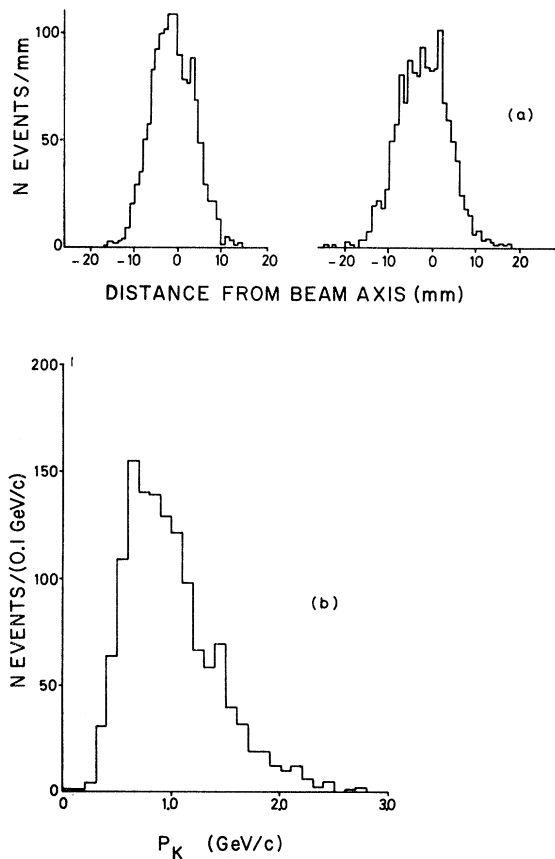 100
50
0
N EVENTS/mm
-20 -10 0 10 20
-20 -10 0 10 20
(a)
DISTANCE FROM BEAM AXIS (mm)
200
150
100
50
0
N EVENTS/(0.1 GeV/c)
(b)
0 1.0 2.0 3.0
P_K (GeV/c)